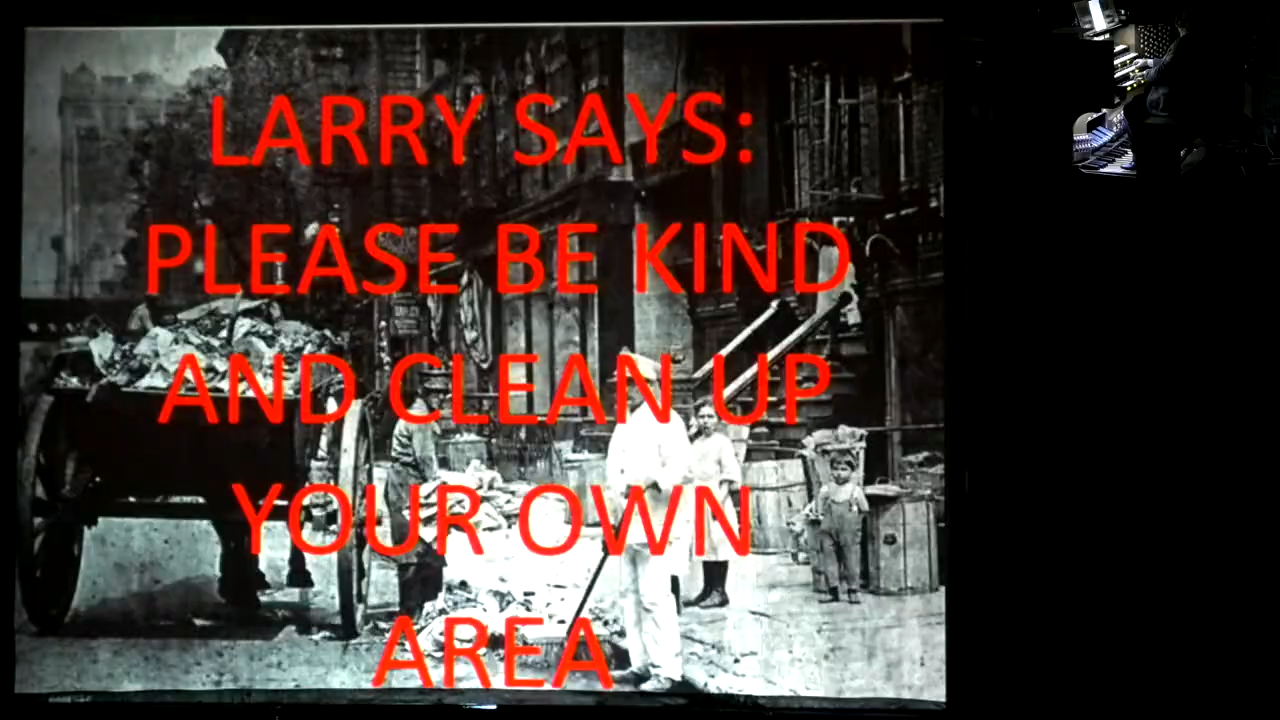 LARRY SAYS:
PLEASE BE KIND
AND CLEAN UP
YOUR OWN
AREA